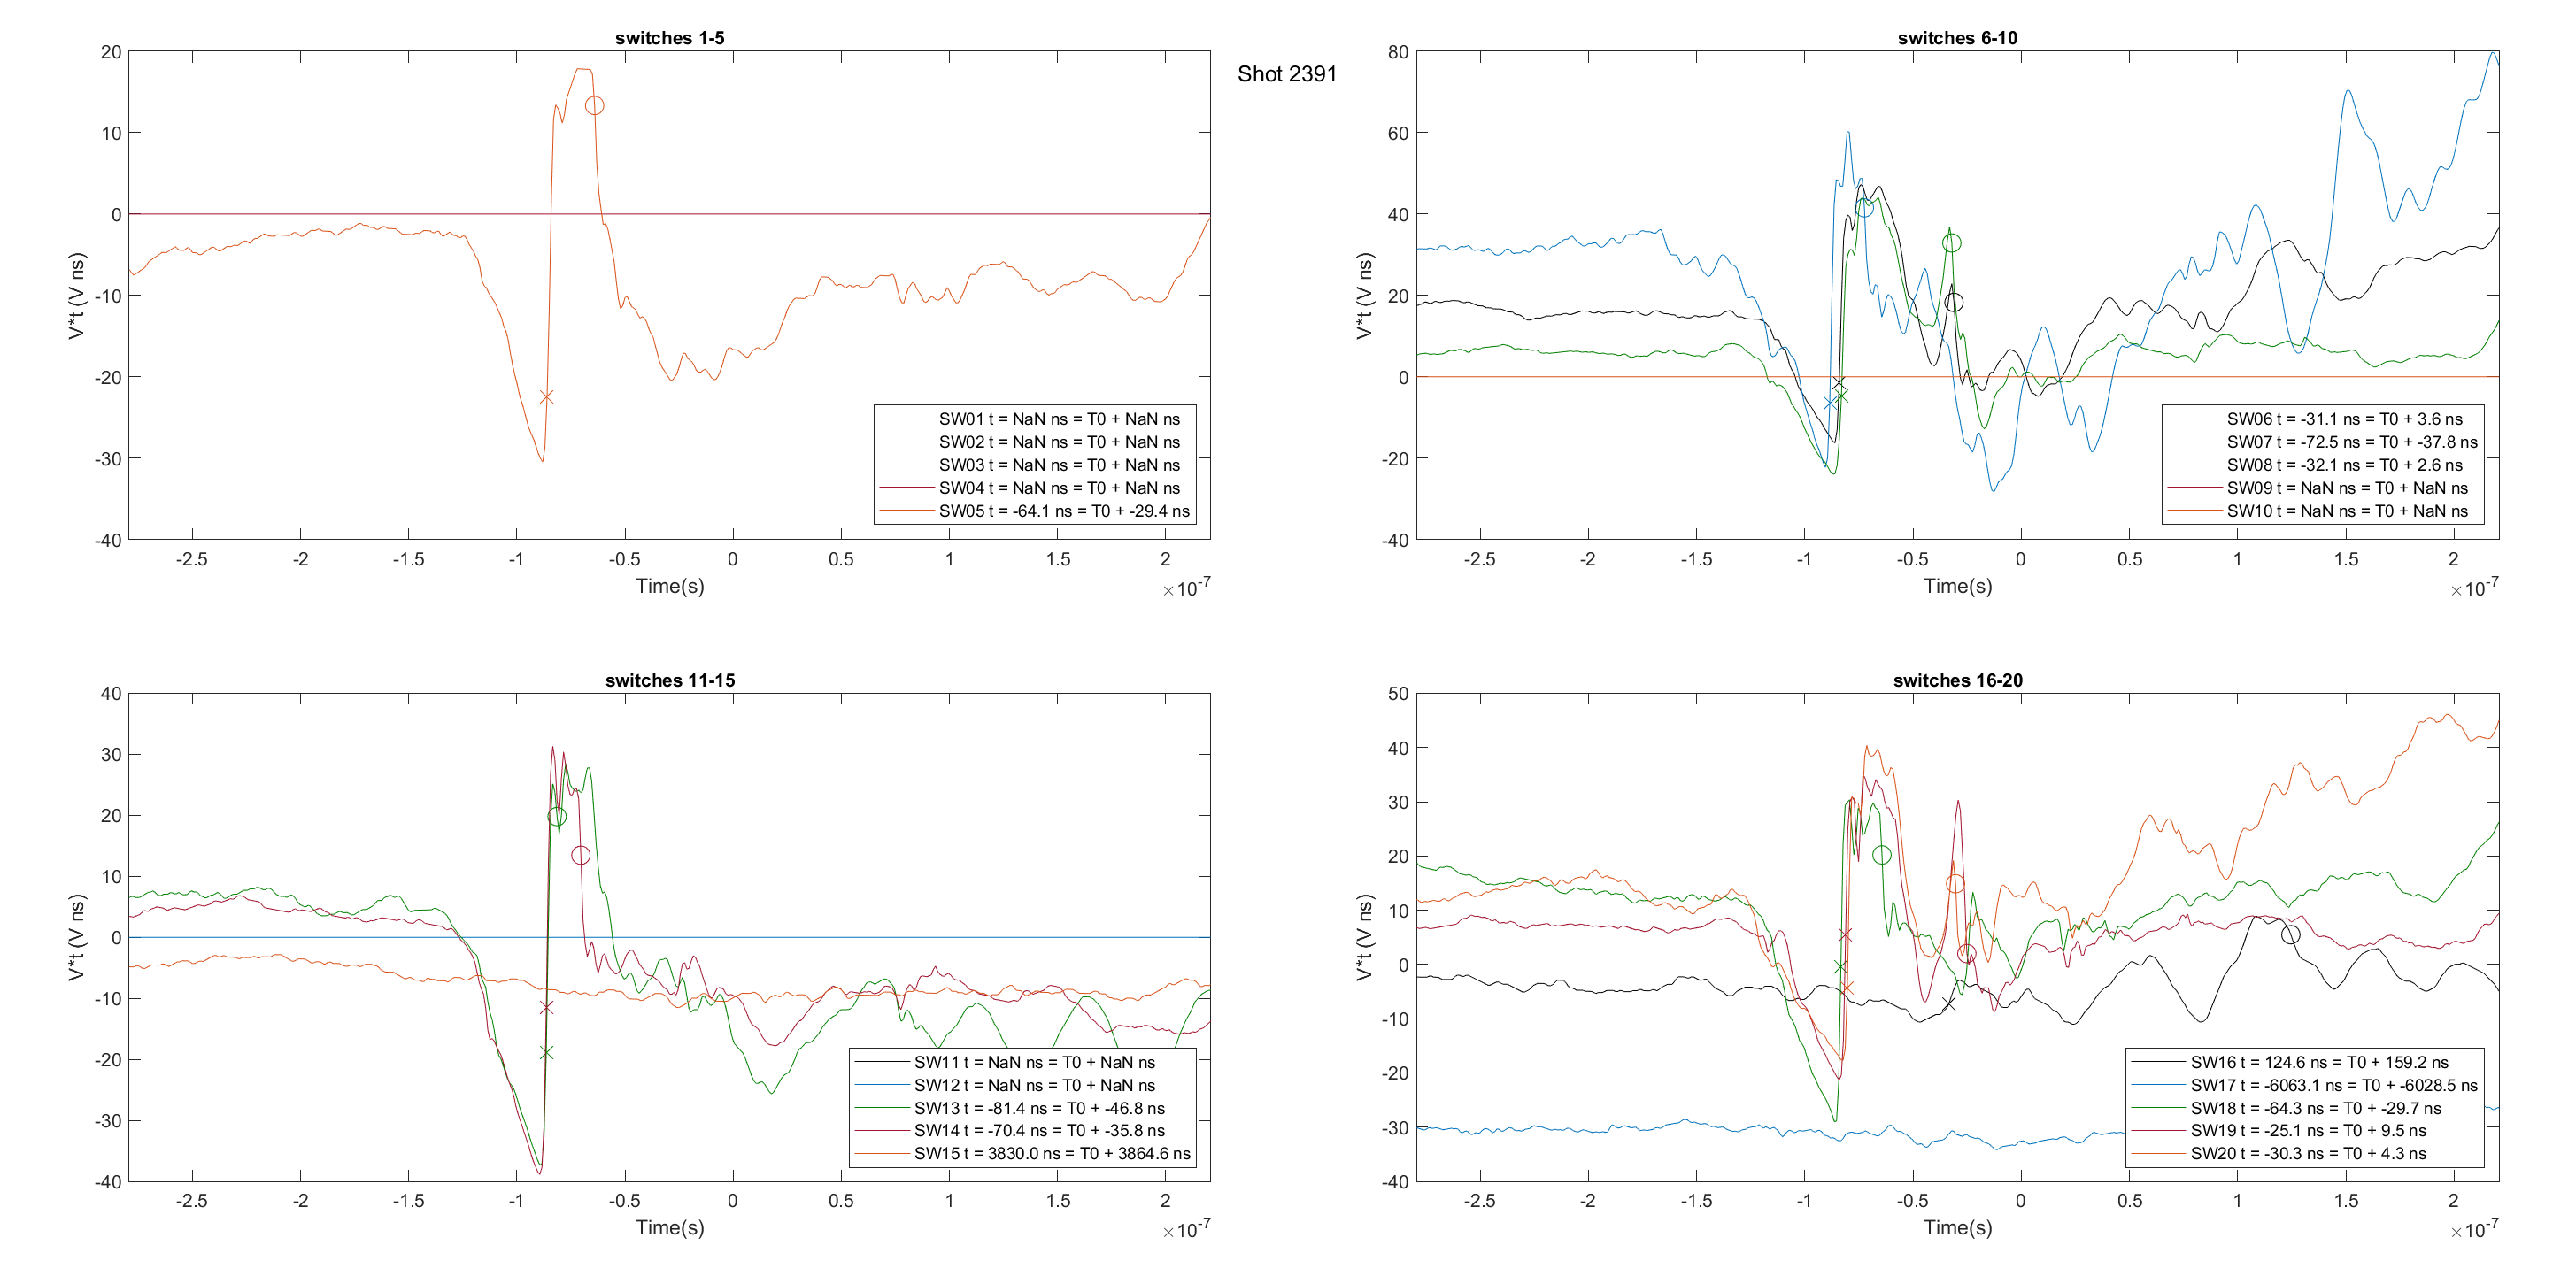 Shot 2391
switches 1-5
20
10
0
-10
-20
-30
-40
V*t (V ns)
SW01 t = NaN ns = T0 + NaN ns
SW02 t = NaN ns = T0 + NaN ns
SW03 t = NaN ns = T0 + NaN ns
SW04 t = NaN ns = T0 + NaN ns
SW05 t = -64.1 ns = T0 + -29.4 ns
-2.5 -2 -1.5 -1 -0.5 0 0.5 1 1.5 2
Time(s)
×10-7
switches 6-10
80
60
40
20
0
-20
-40
V*t (V ns)
SW06 t = -31.1 ns = T0 + 3.6 ns
SW07 t = -72.5 ns = T0 + -37.8 ns
SW08 t = -32.1 ns = T0 + 2.6 ns
SW09 t = NaN ns = T0 + NaN ns
SW10 t = NaN ns = T0 + NaN ns
-2.5 -2 -1.5 -1 -0.5 0 0.5 1 1.5 2
Time(s)
×10-7
switches 11-15
40
30
20
10
0
-10
-20
-30
-40
V*t (V ns)
SW11 t = NaN ns = T0 + NaN ns
SW12 t = NaN ns = T0 + NaN ns
SW13 t = -81.4 ns = T0 + -46.8 ns
SW14 t = -70.4 ns = T0 + -35.8 ns
SW15 t = 3830.0 ns = T0 + 3864.6 ns
-2.5 -2 -1.5 -1 -0.5 0 0.5 1 1.5 2
Time(s)
×10-7
switches 16-20
50
40
30
20
10
0
-10
-20
-30
-40
V*t (V ns)
SW16 t = 124.6 ns = T0 + 159.2 ns
SW17 t = -6063.1 ns = T0 + -6028.5 ns
SW18 t = -64.3 ns = T0 + -29.7 ns
SW19 t = -25.1 ns = T0 + 9.5 ns
SW20 t = -30.3 ns = T0 + 4.3 ns
-2.5 -2 -1.5 -1 -0.5 0 0.5 1 1.5 2
Time(s)
×10-7